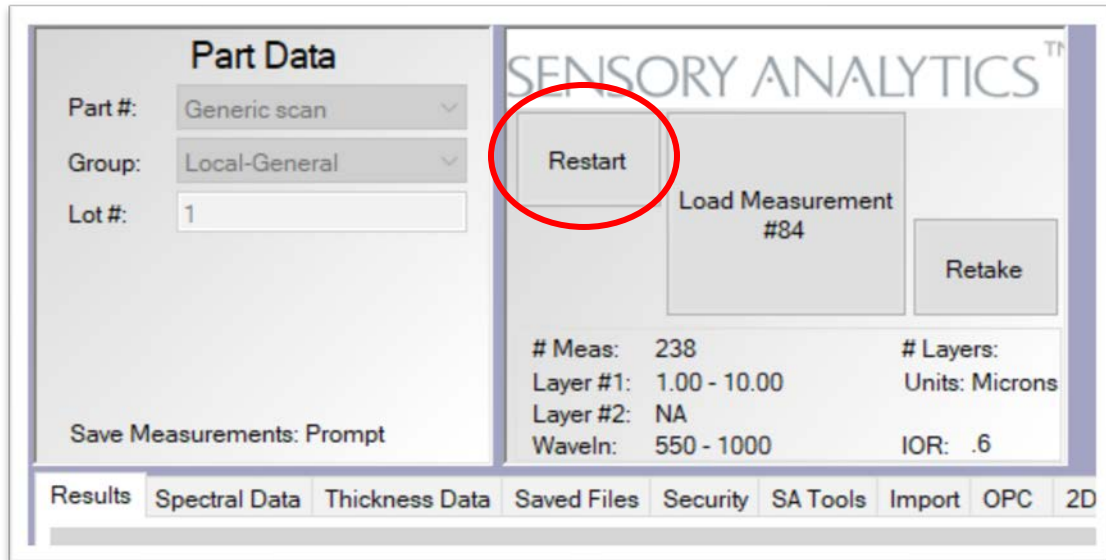 Part Data
Part #: Generic scan
Group: Local-General
Lot #: 1
Save Measurements: Prompt
SENSORY ANALYTICS™
Restart
Load Measurement
#84
Retake
# Meas: 238 # Layers:
Layer #1: 1.00 - 10.00 Units: Microns
Layer #2: NA
Waveln: 550 - 1000 IOR: .6
Results Spectral Data Thickness Data Saved Files Security SA Tools Import OPC 2D